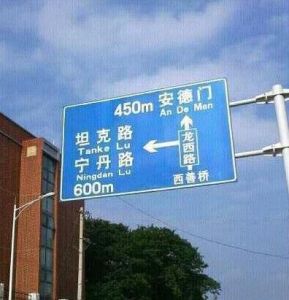 450m 安德门
An De Men
坦克路
Tanke Lu
宁丹路
Ningdan Lu
600m
龙西路
西善桥